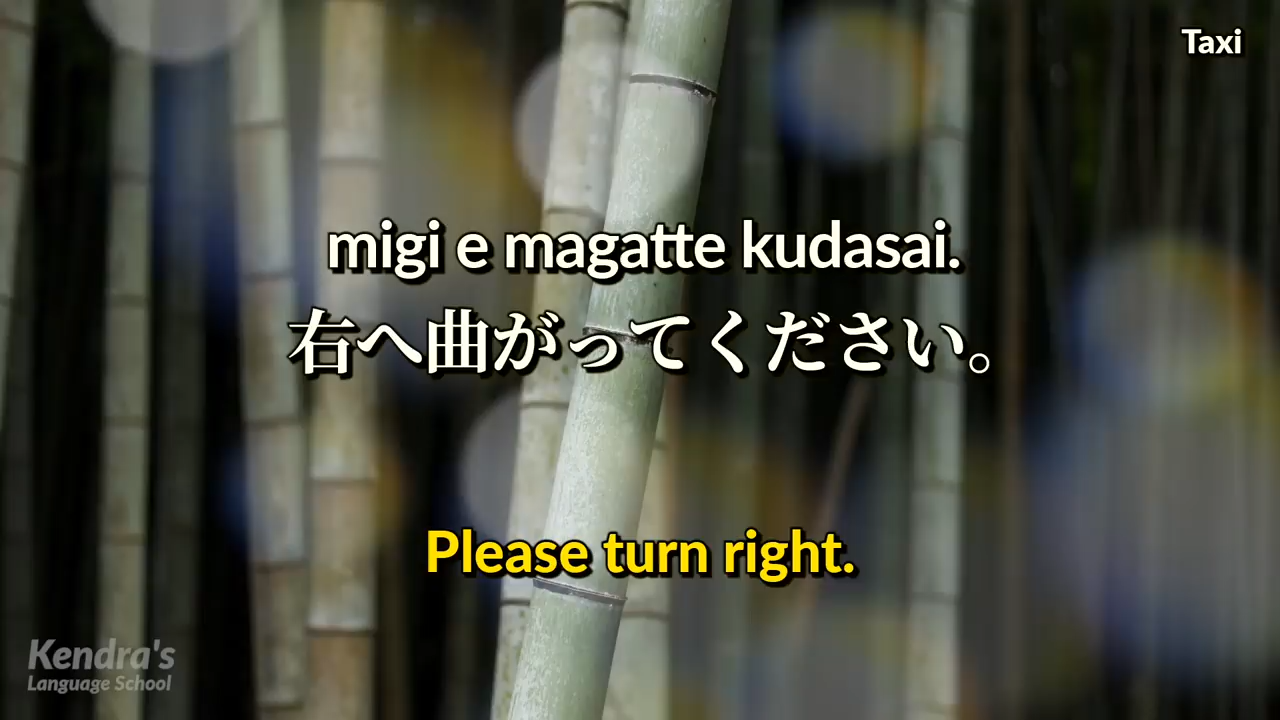 Taxi
migi e magatte kudasai.
右へ曲がってください。
Please turn right.
Kendra's
Language School